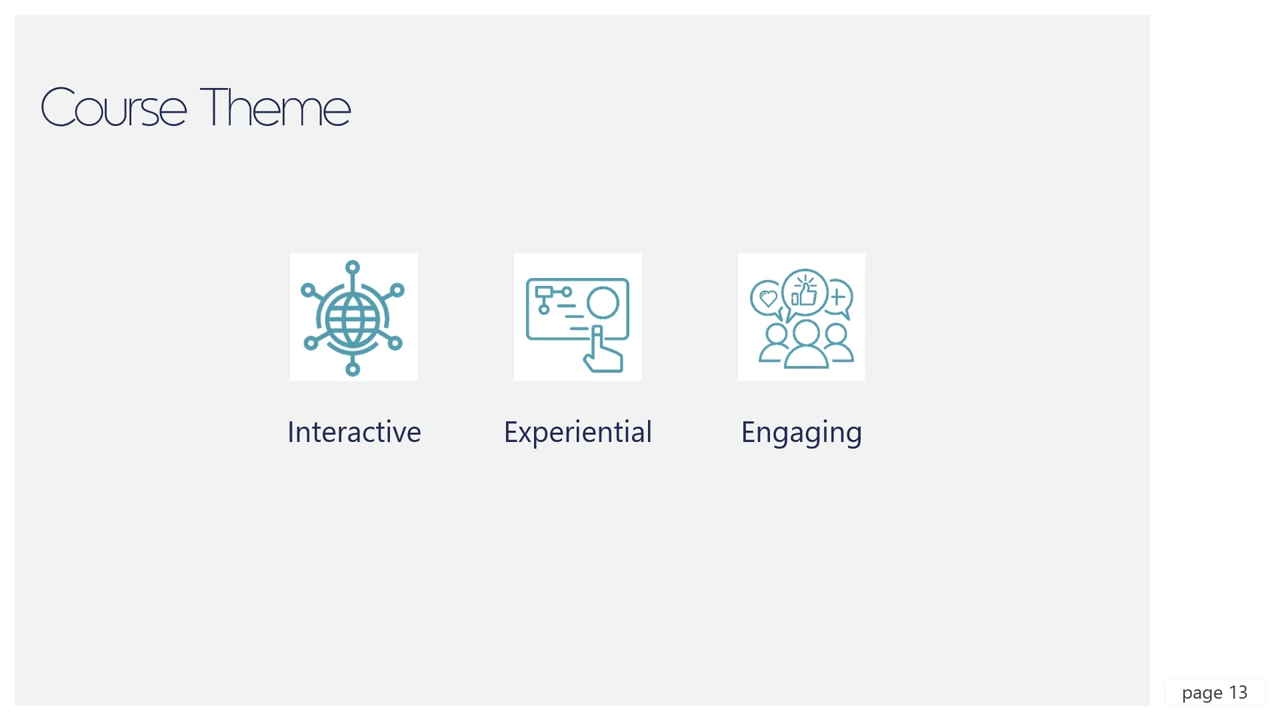 Course Theme
Interactive
Experiential
Engaging
page 13